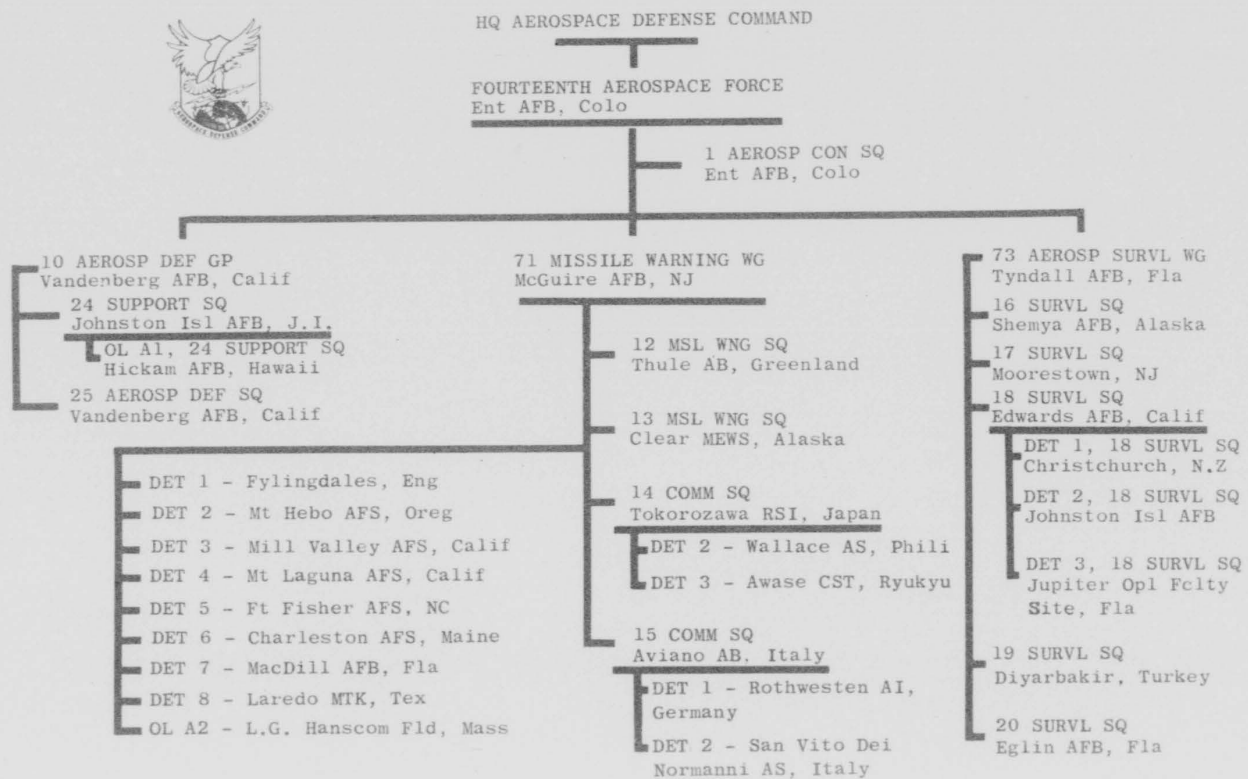 HQ AEROSPACE DEFENSE COMMAND
AEROSPACE DEFENSE COMMAND
FOURTEENTH AEROSPACE FORCE
Ent AFB, Colo
1 AEROSP CON SQ
Ent AFB, Colo
10 AEROSP DEF GP
Vandenberg AFB, Calif
24 SUPPORT SQ
Johnston Isl AFB, J.I.
OL A1, 24 SUPPORT SQ
Hickam AFB, Hawaii
25 AEROSP DEF SQ
Vandenberg AFB, Calif
71 MISSILE WARNING WG
McGuire AFB, NJ
12 MSL WNG SQ
Thule AB, Greenland
13 MSL WNG SQ
Clear MEWS, Alaska
14 COMM SQ
Tokorozawa RSI, Japan
DET 2 - Wallace AS, Phili
DET 3 - Awase CST, Ryukyu
15 COMM SQ
Aviano AB, Italy
DET 1 - Rothwesten AI,
Germany
DET 2 - San Vito Dei
Normanni AS, Italy
DET 1 - Fylingdales, Eng
DET 2 - Mt Hebo AFS, Oreg
DET 3 - Mill Valley AFS, Calif
DET 4 - Mt Laguna AFS, Calif
DET 5 - Ft Fisher AFS, NC
DET 6 - Charleston AFS, Maine
DET 7 - MacDill AFB, Fla
DET 8 - Laredo MTK, Tex
OL A2 - L.G. Hanscom Fld, Mass
73 AEROSP SURVL WG
Tyndall AFB, Fla
16 SURVL SQ
Shemya AFB, Alaska
17 SURVL SQ
Moorestown, NJ
18 SURVL SQ
Edwards AFB, Calif
DET 1, 18 SURVL SQ
Christchurch, N.Z
DET 2, 18 SURVL SQ
Johnston Isl AFB
DET 3, 18 SURVL SQ
Jupiter Opl Fclty
Site, Fla
19 SURVL SQ
Diyarbakir, Turkey
20 SURVL SQ
Eglin AFB, Fla